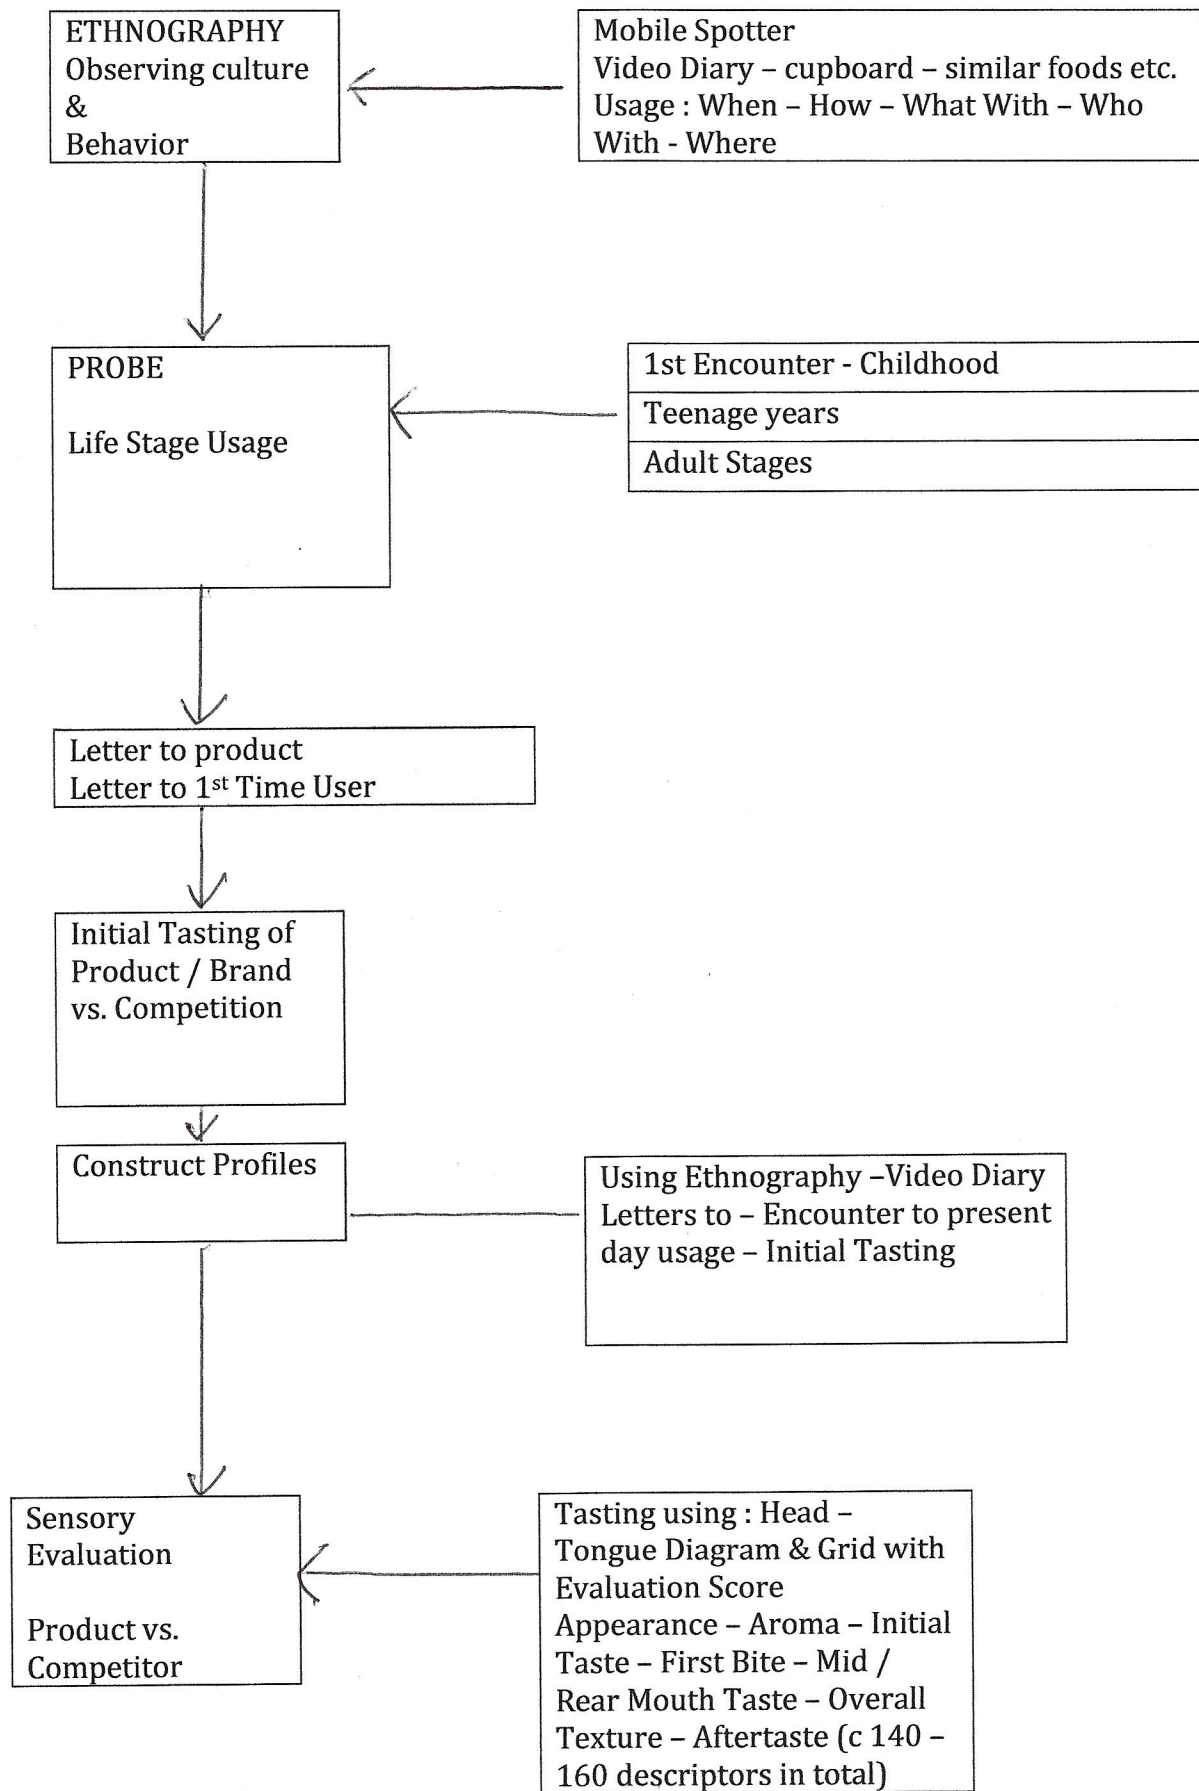 ETHNOGRAPHY
Observing culture
&
Behavior
Mobile Spotter
Video Diary – cupboard – similar foods etc.
Usage : When – How – What With – Who
With - Where
PROBE
Life Stage Usage
1st Encounter - Childhood
Teenage years
Adult Stages
Letter to product
Letter to 1st Time User
Initial Tasting of
Product / Brand
vs. Competition
Construct Profiles
Using Ethnography –Video Diary
Letters to – Encounter to present
day usage – Initial Tasting
Sensory
Evaluation
Product vs.
Competitor
Tasting using : Head –
Tongue Diagram & Grid with
Evaluation Score
Appearance – Aroma – Initial
Taste – First Bite – Mid /
Rear Mouth Taste – Overall
Texture – Aftertaste (c 140 –
160 descriptors in total)